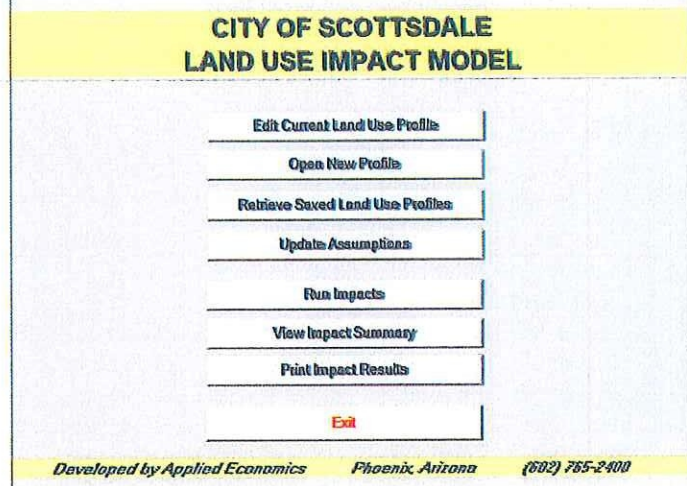 CITY OF SCOTTSDALE
LAND USE IMPACT MODEL
Edit Current Land Use Profile
Open New Profile
Retrieve Saved Land Use Profiles
Update Assumptions
Run Impacts
View Impact Summary
Print Impact Results
Exit
Developed by Applied Economics Phoenix, Arizona (602) 765-2400